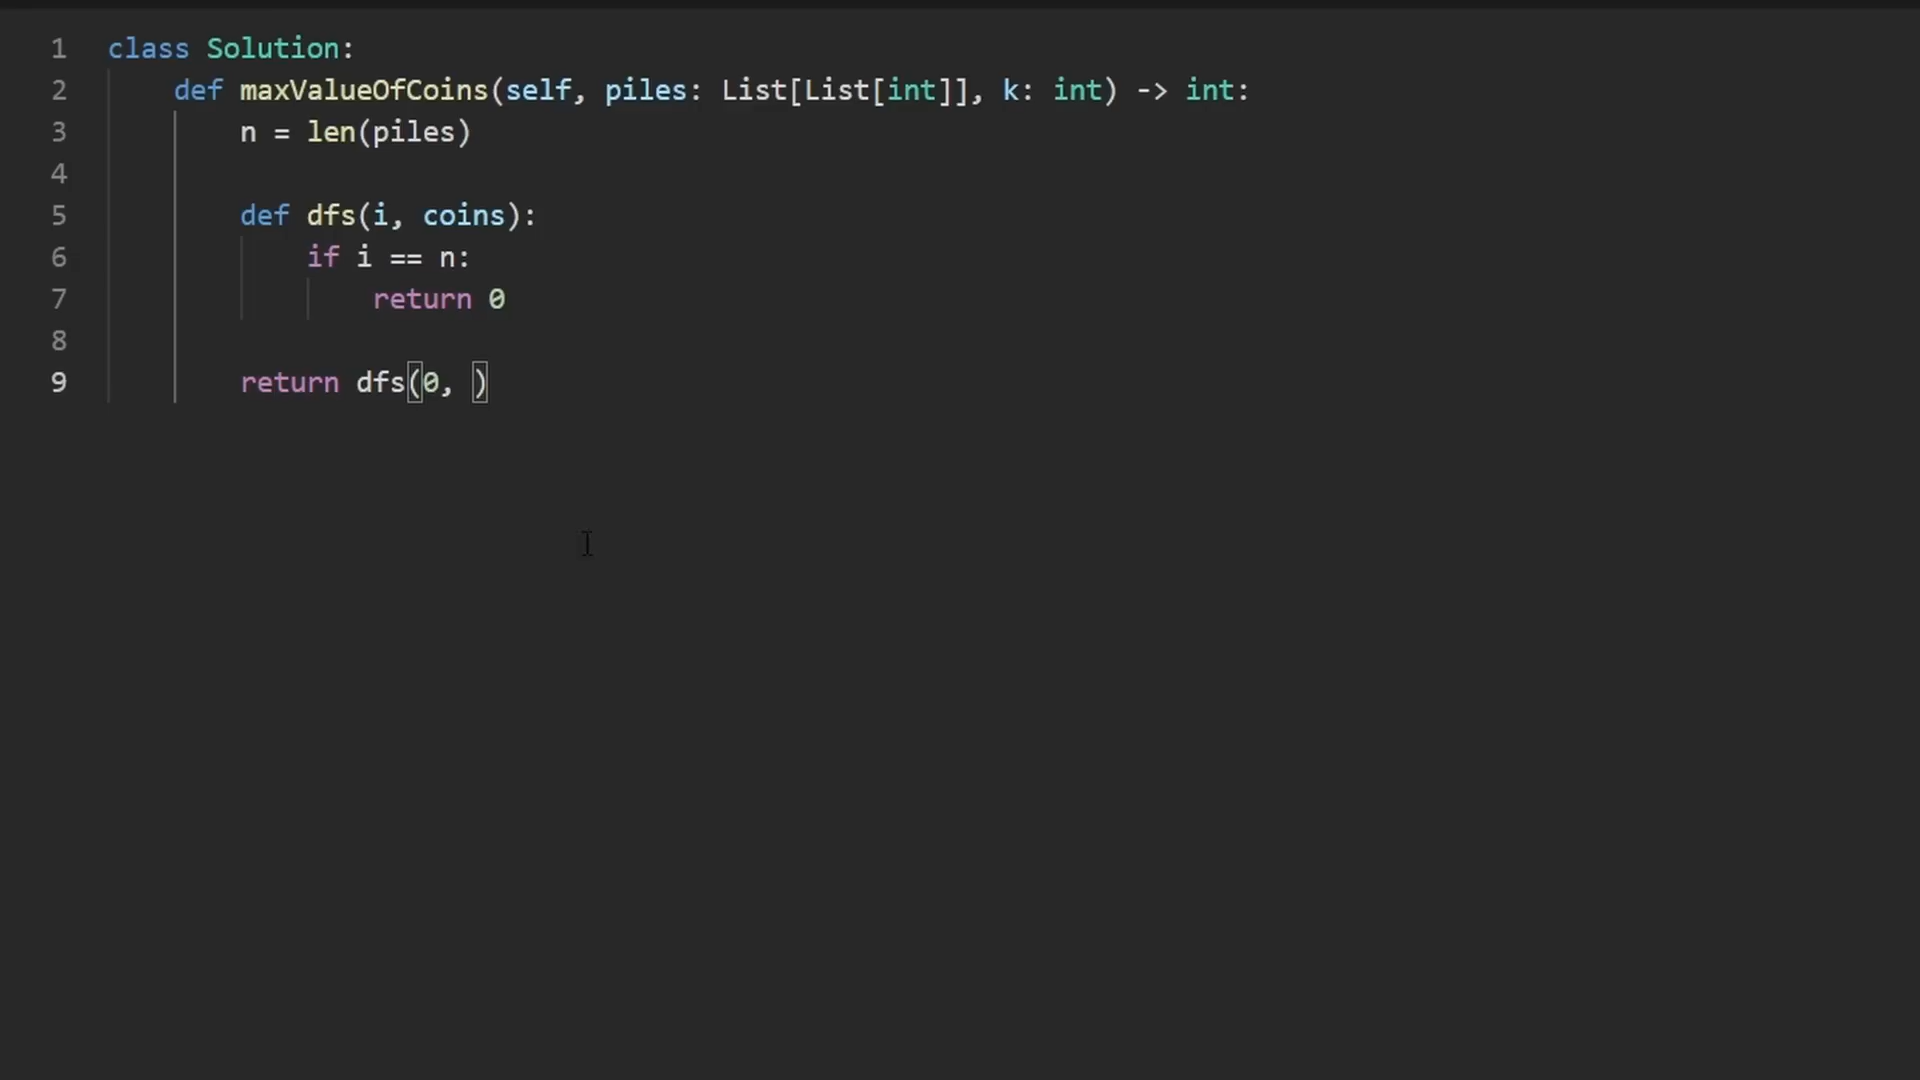 1 class Solution:
2     def maxValueOfCoins(self, piles: List[List[int]], k: int) -> int:
3         n = len(piles)
4
5         def dfs(i, coins):
6             if i == n:
7                 return 0
8
9         return dfs(0, )